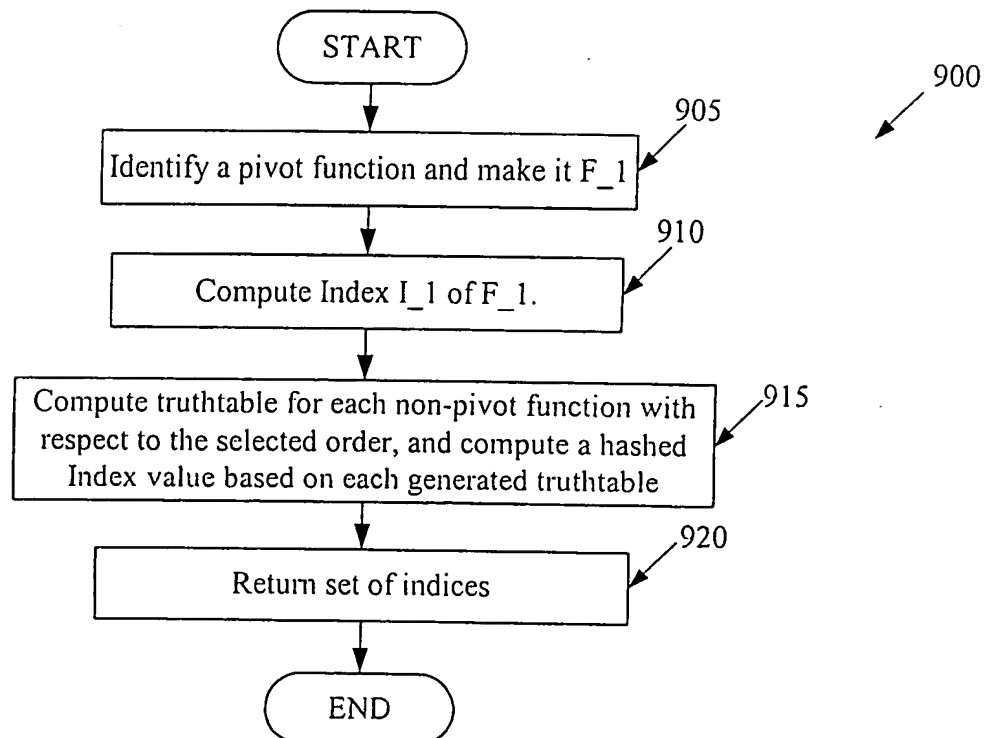 START
900
905
Identify a pivot function and make it F_1
910
Compute Index I_1 of F_1.
915
Compute truthtable for each non-pivot function with
respect to the selected order, and compute a hashed
Index value based on each generated truthtable
920
Return set of indices
END